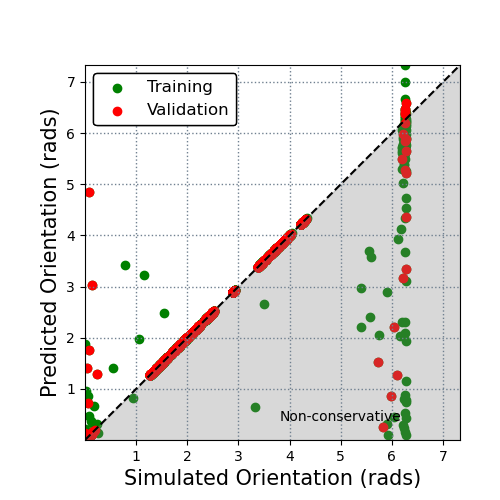 Training
Validation
7
6
5
4
3
2
1
Predicted Orientation (rads)
Non-conservative
1 2 3 4 5 6 7
Simulated Orientation (rads)